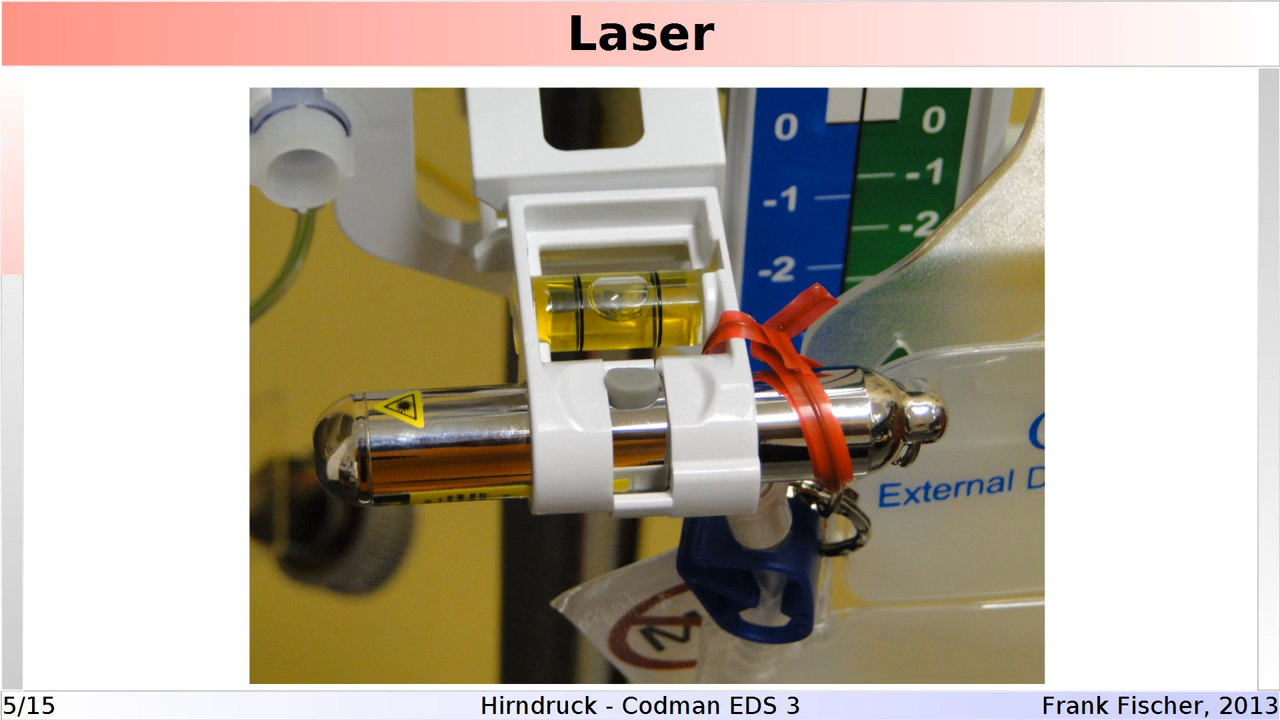 Laser
0
0
-1
-1
-2
-2
External
5/15
Hirndruck - Codman EDS 3
Frank Fischer, 2013